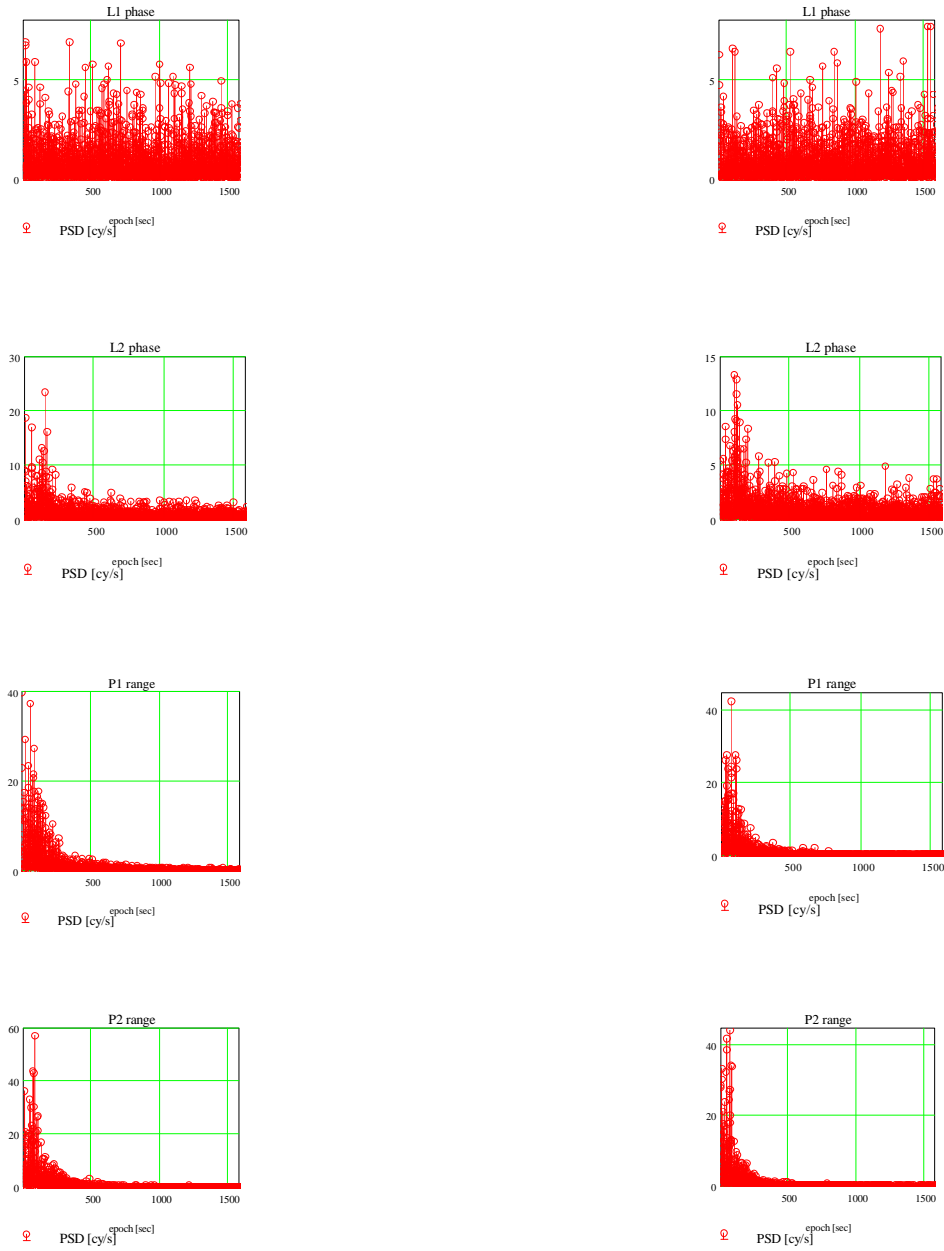 L1 phase
5
0
500 1000 1500
epoch [sec]
PSD [cy/s]
L1 phase
5
0
500 1000 1500
epoch [sec]
PSD [cy/s]
L2 phase
30
20
10
0
500 1000 1500
epoch [sec]
PSD [cy/s]
L2 phase
15
10
5
0
500 1000 1500
epoch [sec]
PSD [cy/s]
P1 range
40
20
0
500 1000 1500
epoch [sec]
PSD [cy/s]
P1 range
40
20
0
500 1000 1500
epoch [sec]
PSD [cy/s]
P2 range
60
40
20
0
500 1000 1500
epoch [sec]
PSD [cy/s]
P2 range
40
20
0
500 1000 1500
epoch [sec]
PSD [cy/s]